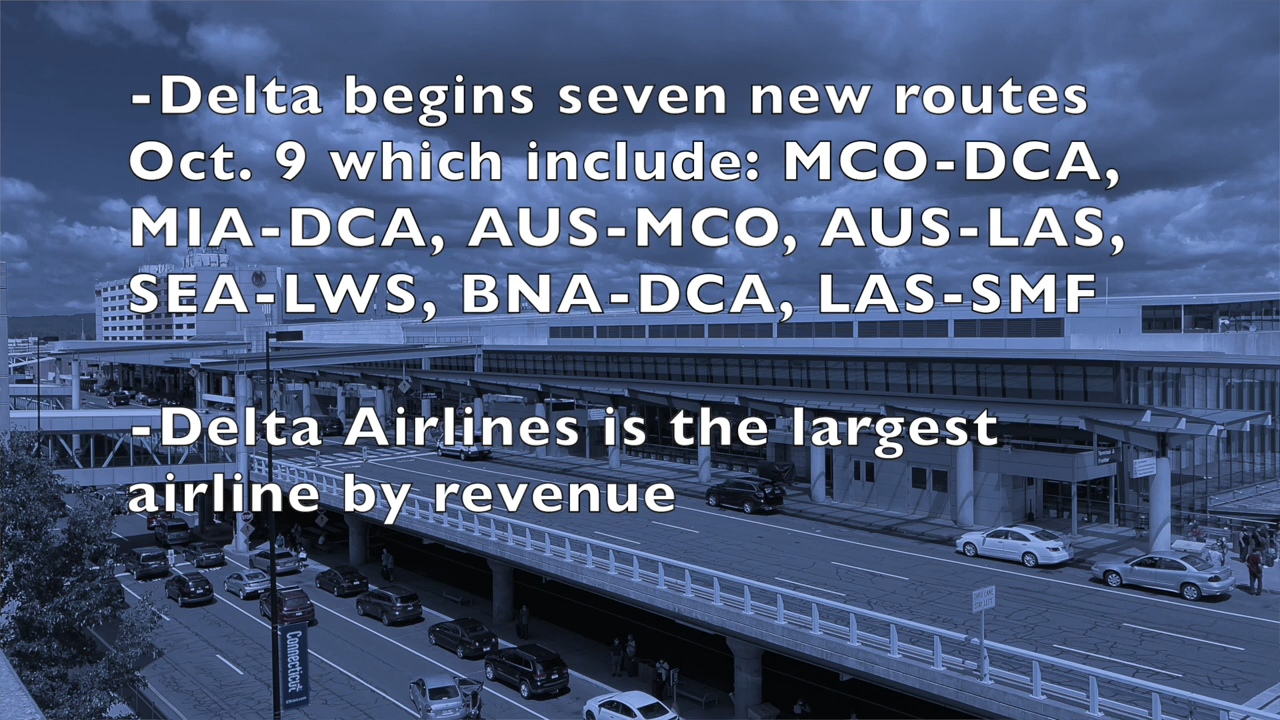 -Delta begins seven new routes
Oct. 9 which include: MCO-DCA,
MIA-DCA, AUS-MCO, AUS-LAS,
SEA-LWS, BNA-DCA, LAS-SMF
-Delta Airlines is the largest
airline by revenue
Connecticut